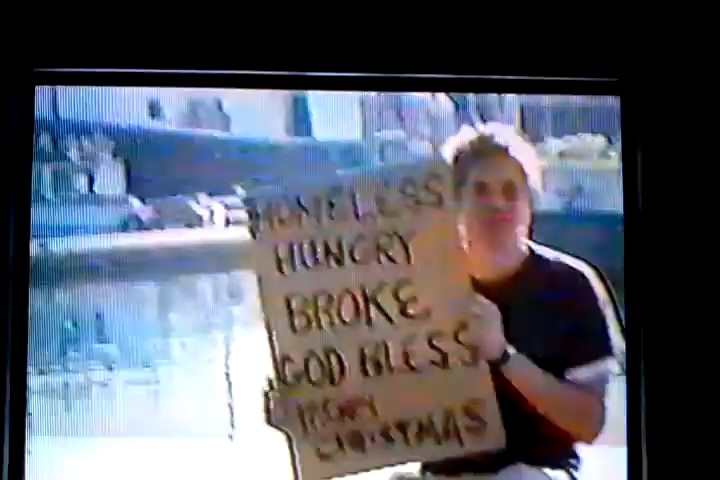 HOMELESS
HUNGRY
BROKE
GOD BLESS
MERRY
CHRISTMAS